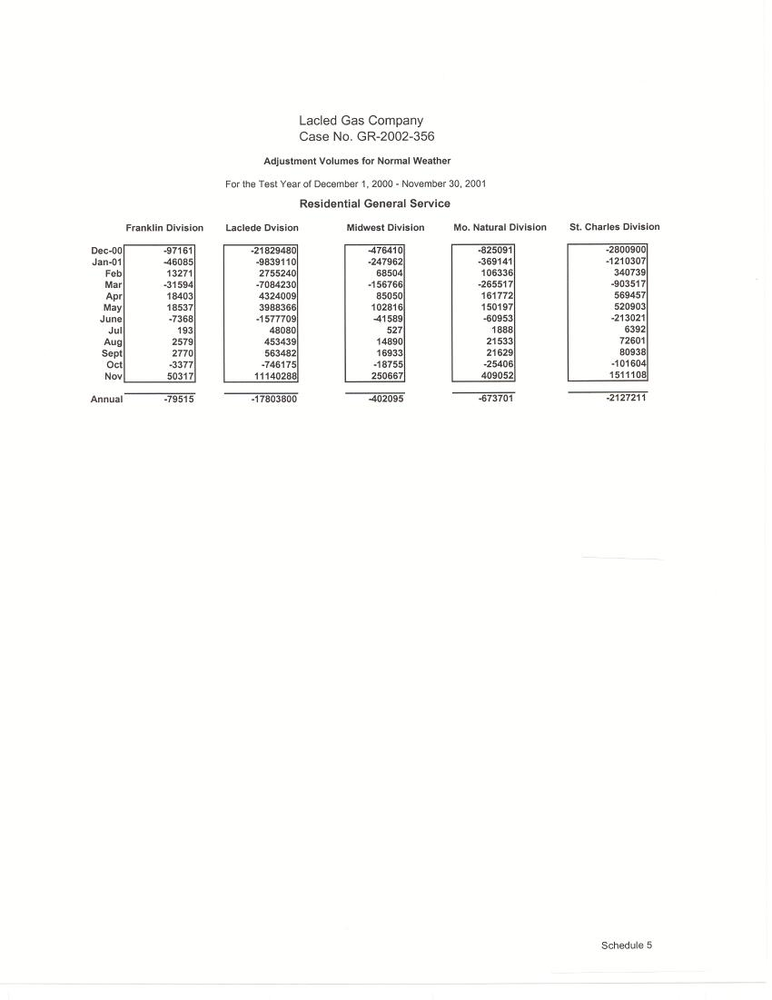 Lacled Gas Company
Case No. GR-2002-356
Adjustment Volumes for Normal Weather
For the Test Year of December 1, 2000 - November 30, 2001
Residential General Service
Franklin Division Laclede Dvision Midwest Division Mo. Natural Division St. Charles Division
Dec-00 -97161 -21829480 -476410 -825091 -2800900
Jan-01 -46085 -9839110 -247962 -369141 -1210307
Feb 13271 2755240 68504 106336 340739
Mar -31594 -7084230 -156766 -265517 -903517
Apr 18403 4324009 85050 161772 569457
May 18537 3988366 102816 150197 520903
June -7368 -1577709 -41589 -60953 -213021
Jul 193 48080 527 1888 6392
Aug 2579 453439 14890 21533 72601
Sept 2770 563482 16933 21629 80938
Oct -3377 -746175 -18755 -25406 -101604
Nov 50317 11140288 250667 409052 1511108
Annual -79515 -17803800 -402095 -673701 -2127211
Schedule 5